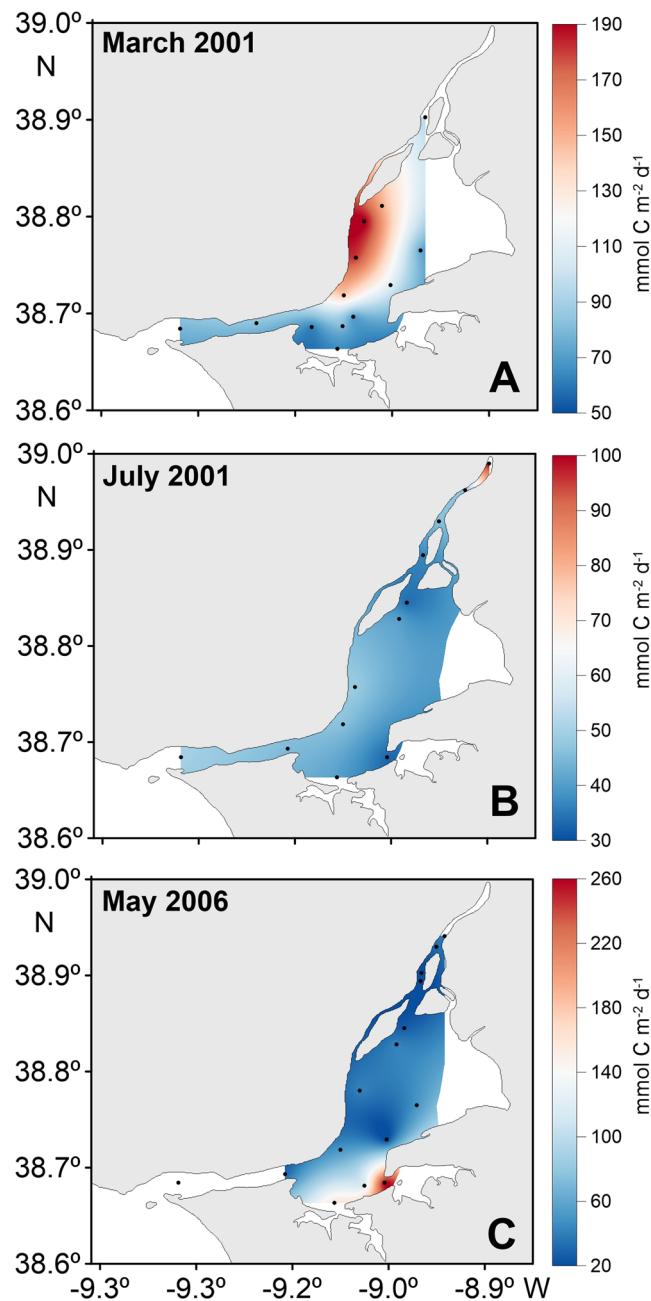 39.0º
N
March 2001
38.9º
38.8º
38.7º
38.6º
A
190
170
150
130
110
90
70
50
mmol C m-2 d-1
39.0º
N
July 2001
38.9º
38.8º
38.7º
38.6º
B
100
90
80
70
60
50
40
30
mmol C m-2 d-1
39.0º
N
May 2006
38.9º
38.8º
38.7º
38.6º
C
260
220
180
140
100
60
20
mmol C m-2 d-1
-9.3º -9.3º -9.2º -9.0º -8.9º W